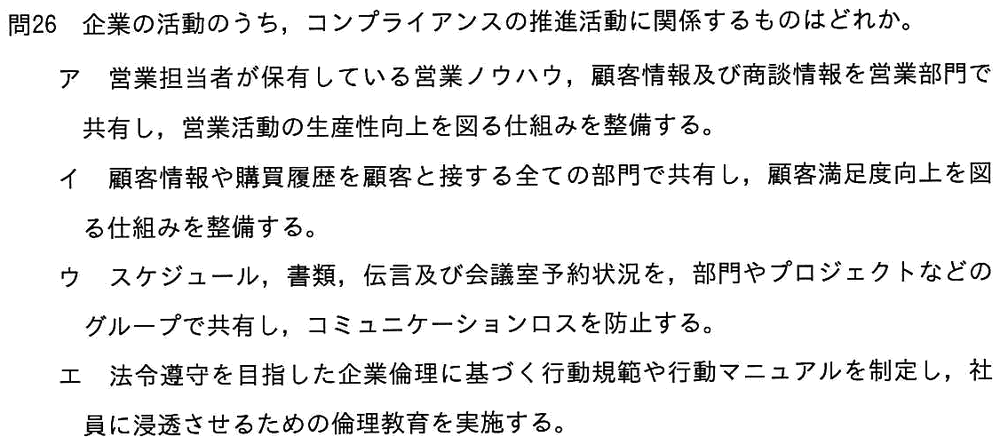 問26 企業の活動のうち，コンプライアンスの推進活動に関係するものはどれか。
ア 営業担当者が保有している営業ノウハウ，顧客情報及び商談情報を営業部門で
共有し，営業活動の生産性向上を図る仕組みを整備する。
イ 顧客情報や購買履歴を顧客と接する全ての部門で共有し，顧客満足度向上を図
る仕組みを整備する。
ウ スケジュール，書類，伝言及び会議室予約状況を，部門やプロジェクトなどの
グループで共有し，コミュニケーションロスを防止する。
エ 法令遵守を目指した企業倫理に基づく行動規範や行動マニュアルを制定し，社
員に浸透させるための倫理教育を実施する。